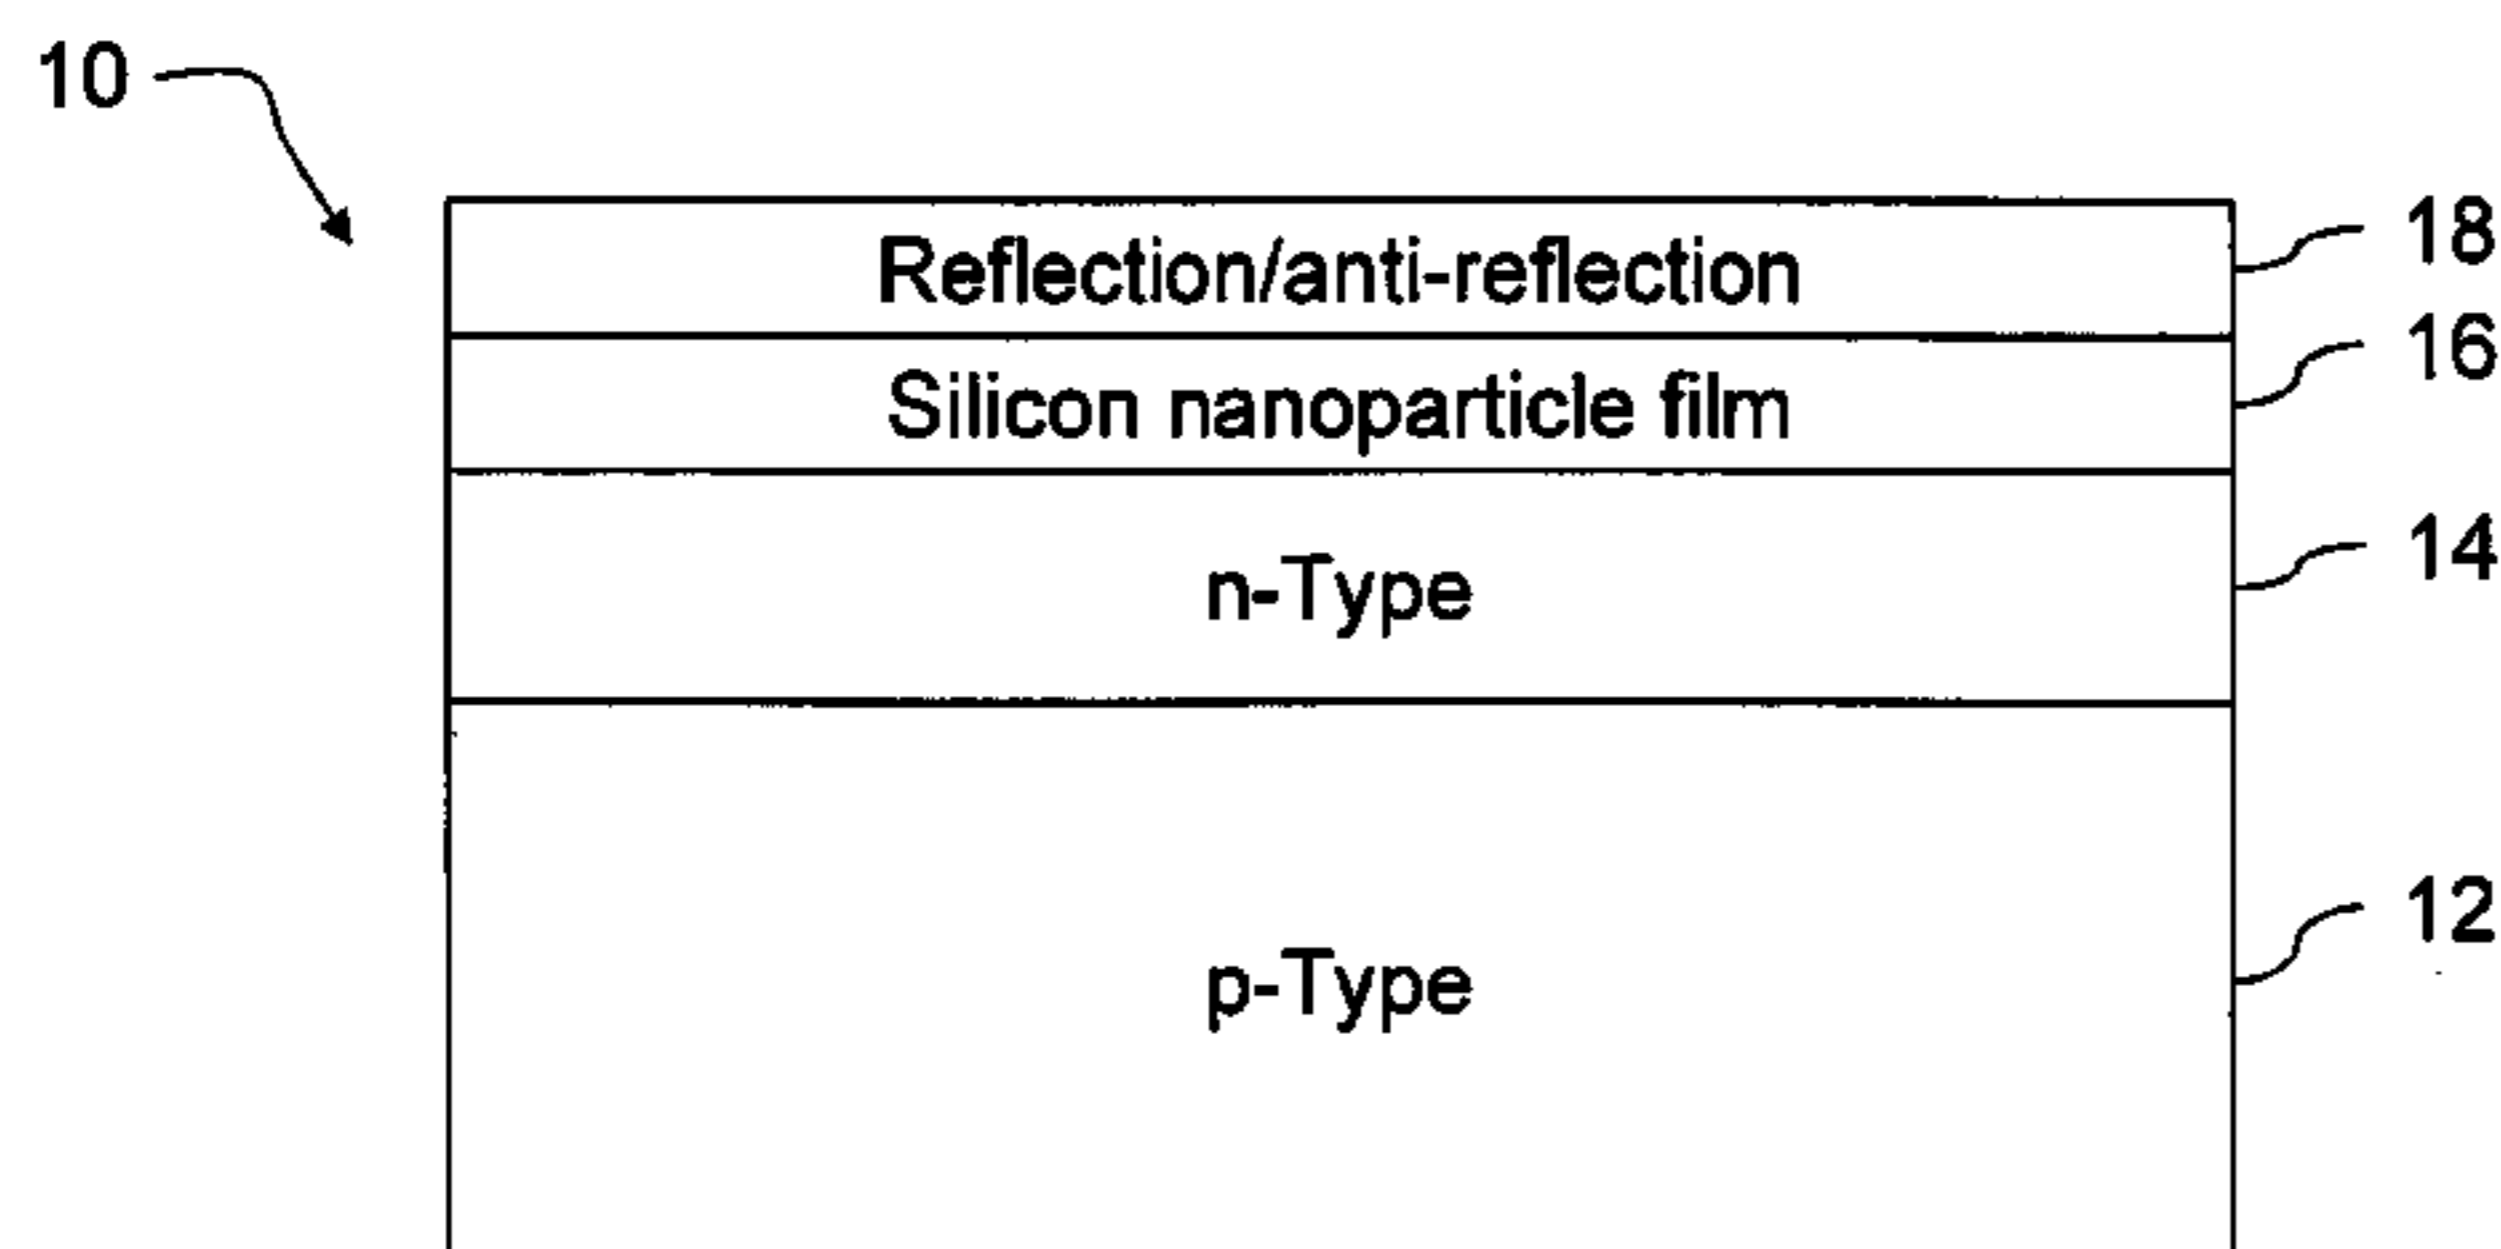 10
Reflection/anti-reflection
18
Silicon nanoparticle film
16
n-Type
14
p-Type
12